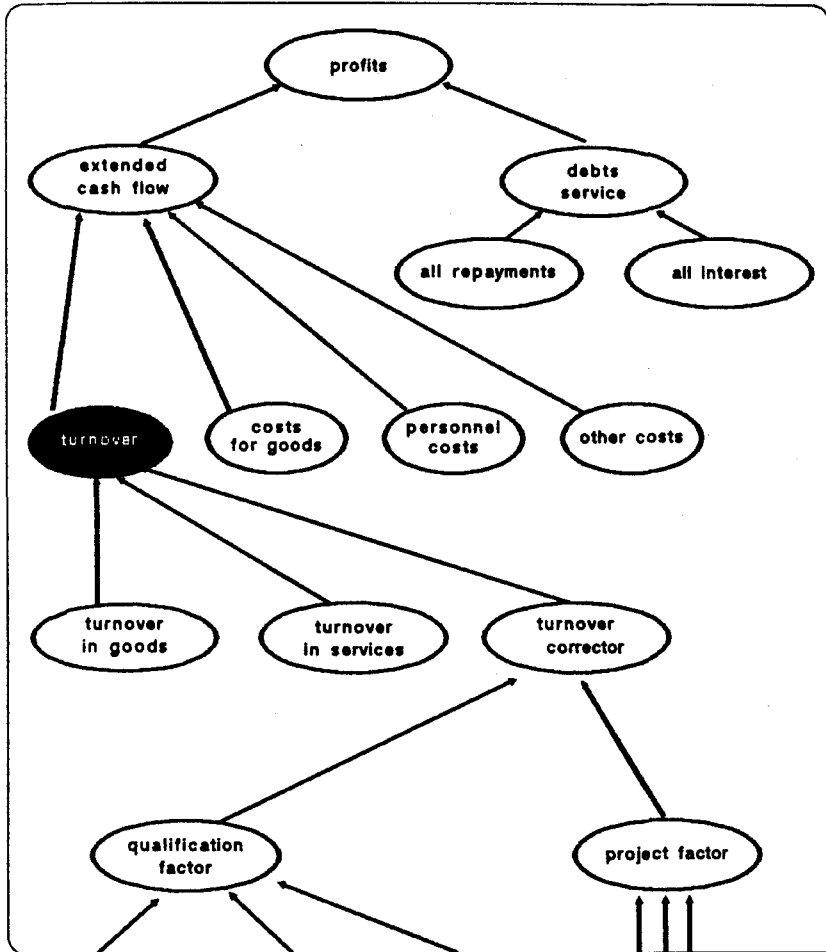 profits
extended
cash flow
debts
service
all repayments
all interest
turnover
costs
for goods
personnel
costs
other costs
turnover
in goods
turnover
in services
turnover
corrector
qualification
factor
project factor